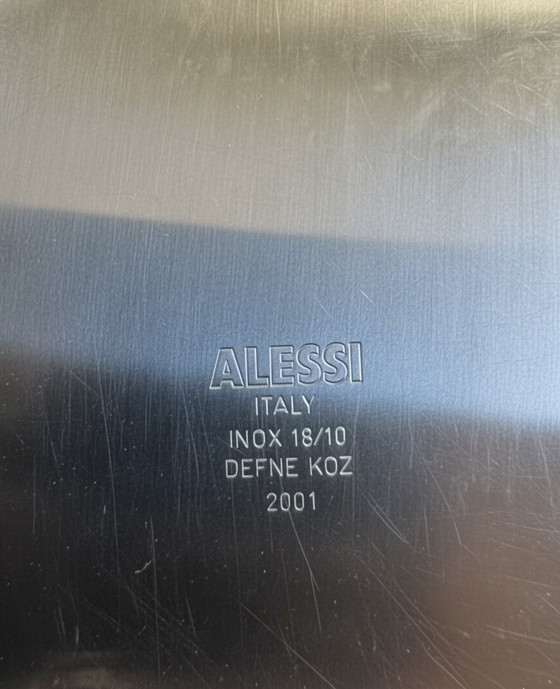 ALESSI
ITALY
INOX 18/10
DEFNE KOZ
2001